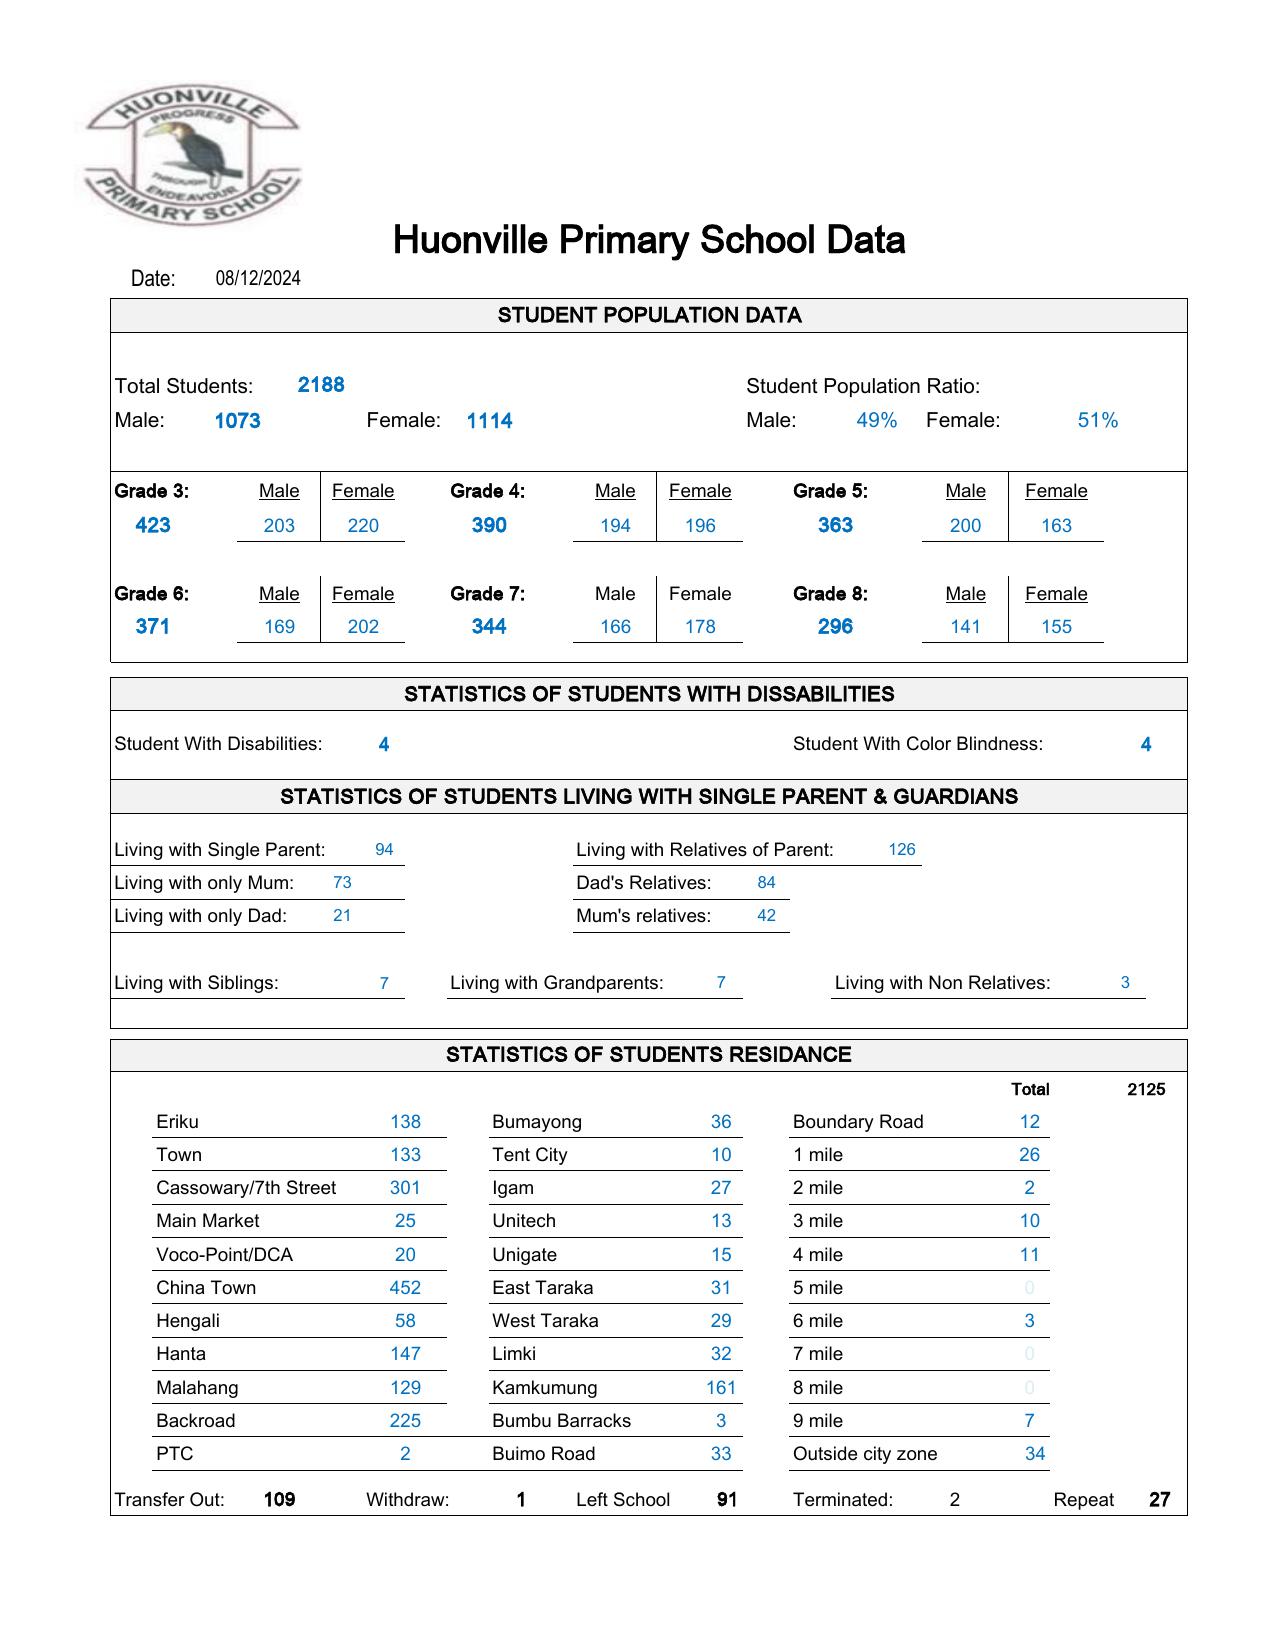 HUONVILLE
PROGRESS
THROUGH
ENDEAVOUR
PRIMARY SCHOOL
Huonville Primary School Data
Date: 08/12/2024
STUDENT POPULATION DATA
Total Students: 2188 Student Population Ratio:
Male: 1073 Female: 1114 Male: 49% Female: 51%
Grade 3: Male Female Grade 4: Male Female Grade 5: Male Female
423 203 220 390 194 196 363 200 163
Grade 6: Male Female Grade 7: Male Female Grade 8: Male Female
371 169 202 344 166 178 296 141 155
STATISTICS OF STUDENTS WITH DISSABILITIES
Student With Disabilities: 4 Student With Color Blindness: 4
STATISTICS OF STUDENTS LIVING WITH SINGLE PARENT & GUARDIANS
Living with Single Parent: 94 Living with Relatives of Parent: 126
Living with only Mum: 73 Dad's Relatives: 84
Living with only Dad: 21 Mum's relatives: 42
Living with Siblings: 7 Living with Grandparents: 7 Living with Non Relatives: 3
STATISTICS OF STUDENTS RESIDANCE
Total 2125
Eriku 138 Bumayong 36 Boundary Road 12
Town 133 Tent City 10 1 mile 26
Cassowary/7th Street 301 Igam 27 2 mile 2
Main Market 25 Unitech 13 3 mile 10
Voco-Point/DCA 20 Unigate 15 4 mile 11
China Town 452 East Taraka 31 5 mile 0
Hengali 58 West Taraka 29 6 mile 3
Hanta 147 Limki 32 7 mile 0
Malahang 129 Kamkumung 161 8 mile 0
Backroad 225 Bumbu Barracks 3 9 mile 7
PTC 2 Buimo Road 33 Outside city zone 34
Transfer Out: 109 Withdraw: 1 Left School 91 Terminated: 2 Repeat 27